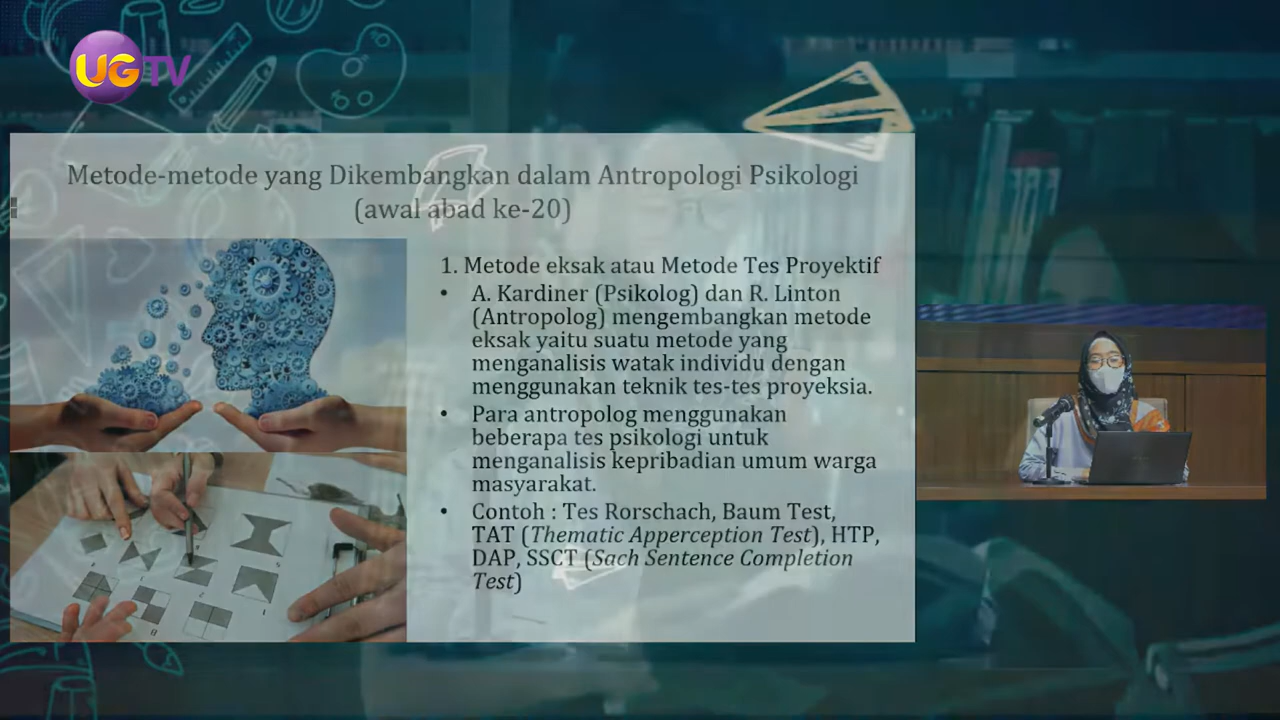 UGTV
Metode-metode yang Dikembangkan dalam Antropologi Psikologi
(awal abad ke-20)
1. Metode eksak atau Metode Tes Proyektif
• A. Kardiner (Psikolog) dan R. Linton
(Antropolog) mengembangkan metode
eksak yaitu suatu metode yang
menganalisis watak individu dengan
menggunakan teknik tes-tes proyeksia.
• Para antropolog menggunakan
beberapa tes psikologi untuk
menganalisis kepribadian umum warga
masyarakat.
• Contoh : Tes Rorschach, Baum Test,
TAT (Thematic Apperception Test), HTP,
DAP, SSCT (Sach Sentence Completion
Test)